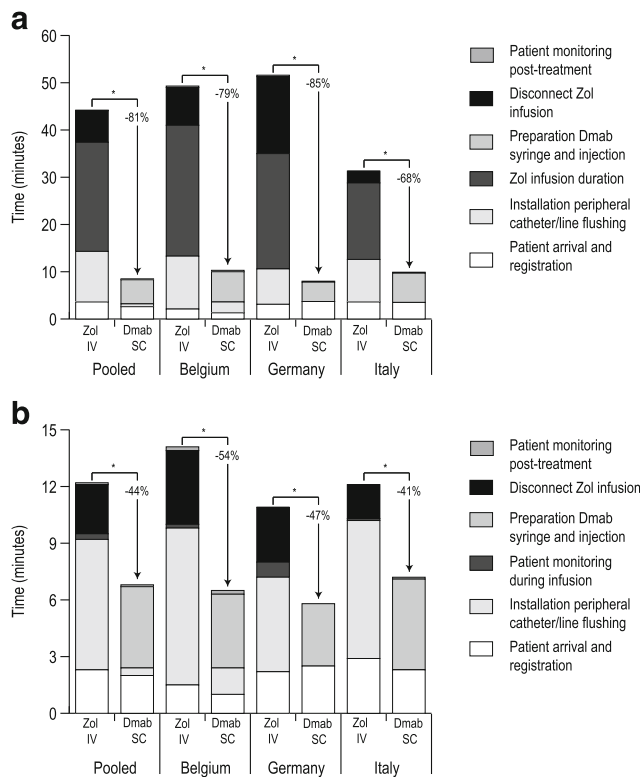 a
60
50
40
30
20
10
0
Time (minutes)
*
-81%
*
-79%
*
-85%
*
-68%
Zol IV
Dmab SC
Zol IV
Dmab SC
Zol IV
Dmab SC
Zol IV
Dmab SC
Pooled
Belgium
Germany
Italy
Patient monitoring
post-treatment
Disconnect Zol
infusion
Preparation Dmab
syringe and injection
Zol infusion duration
Installation peripheral
catheter/line flushing
Patient arrival and
registration
b
15
12
9
6
3
0
Time (minutes)
*
-44%
*
-54%
*
-47%
*
-41%
Zol IV
Dmab SC
Zol IV
Dmab SC
Zol IV
Dmab SC
Zol IV
Dmab SC
Pooled
Belgium
Germany
Italy
Patient monitoring
post-treatment
Disconnect Zol infusion
Preparation Dmab
syringe and injection
Patient monitoring
during infusion
Installation peripheral
catheter/line flushing
Patient arrival and
registration